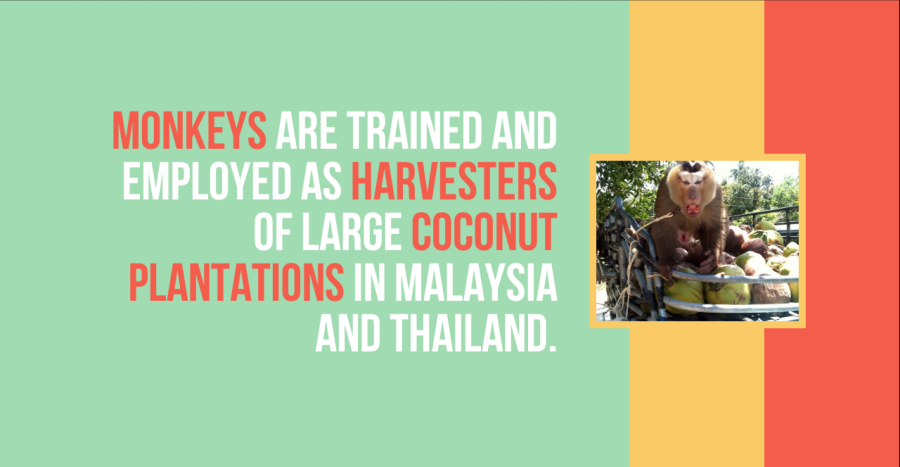 MONKEYS ARE TRAINED AND
EMPLOYED AS HARVESTERS
OF LARGE COCONUT
PLANTATIONS IN MALAYSIA
AND THAILAND.